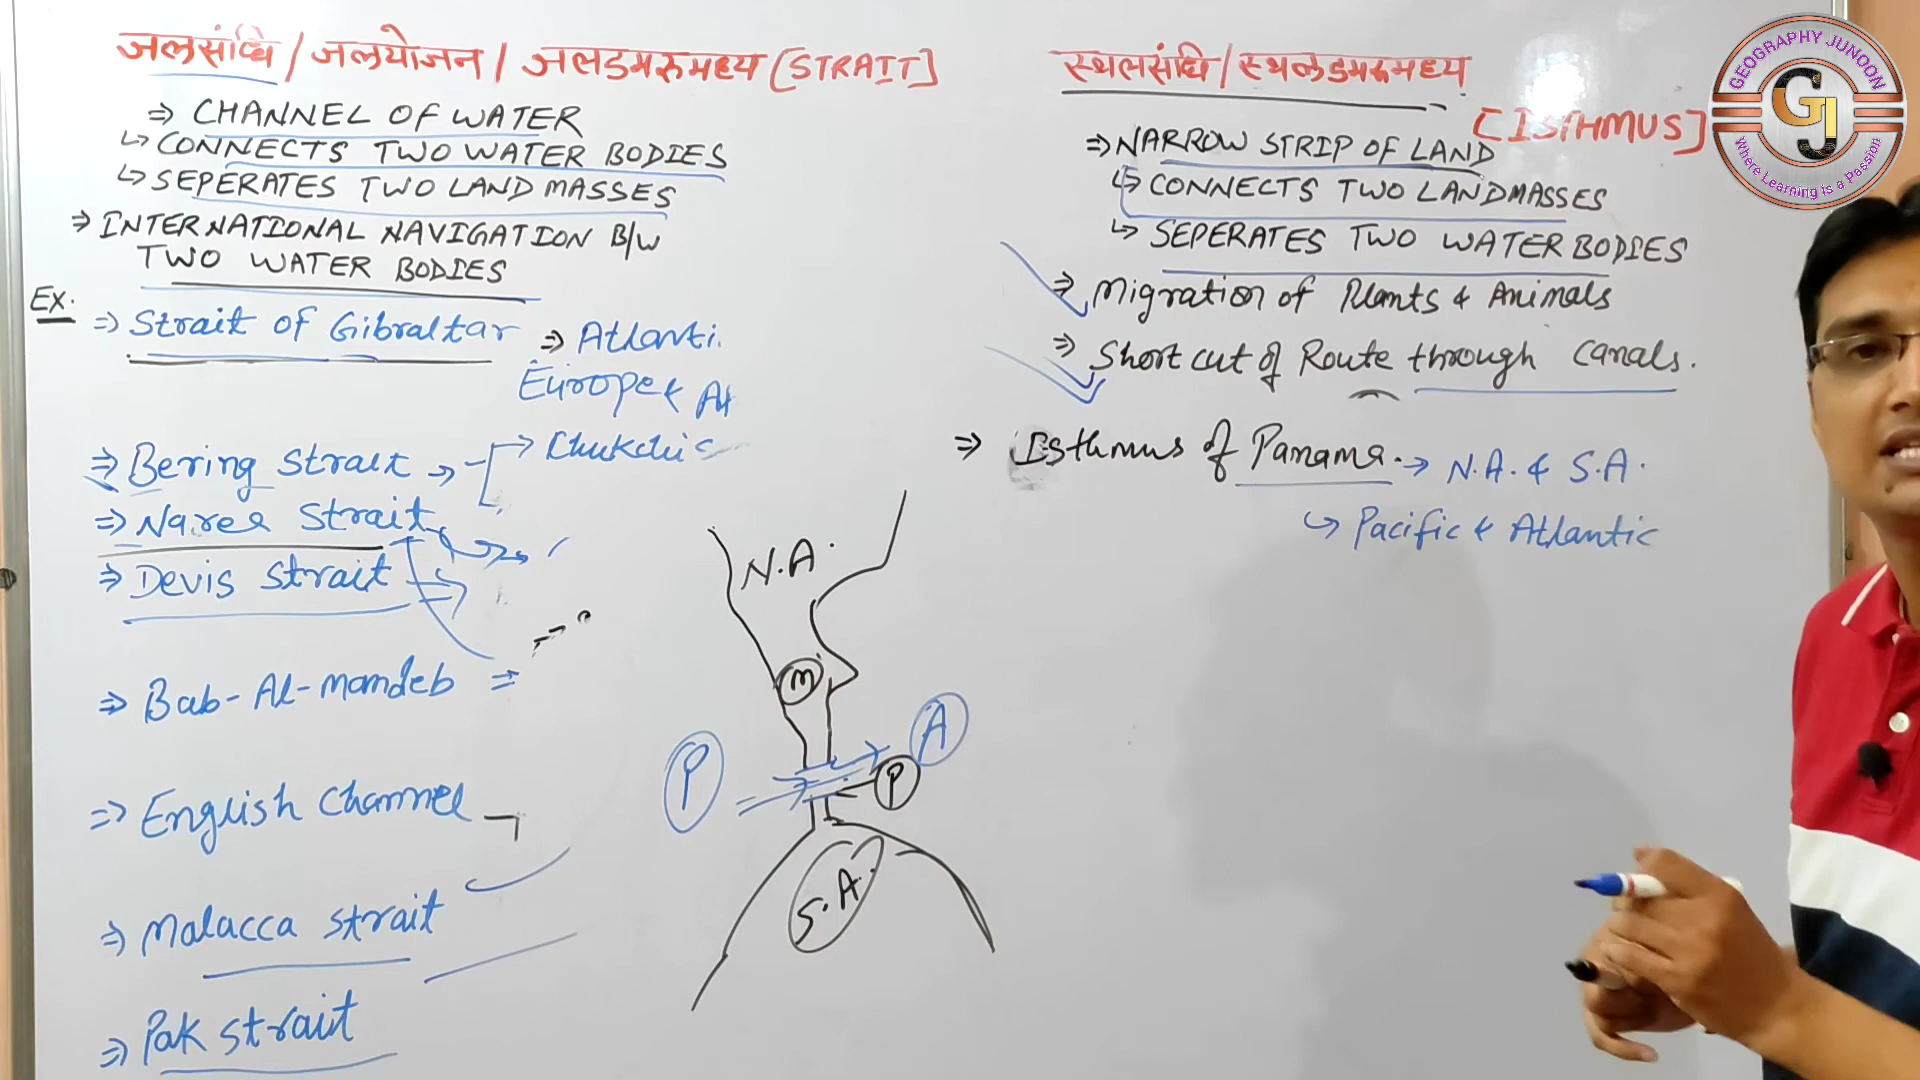 जलसंधि / जलयोजन / जलडमरुमध्य [STRAIT]
⇒ CHANNEL OF WATER
↳ CONNECTS TWO WATER BODIES
↳ SEPERATES TWO LAND MASSES
⇒ INTERNATIONAL NAVIGATION B/W
TWO WATER BODIES
Ex.
⇒ Strait of Gibraltar ⇒ Atlanti.
Europe &
⇒ Bering Strait →
⇒ Nares Strait
⇒ Devis Strait
⇒ Bab-Al-mamdeb =
⇒ English Channel
⇒ Malacca Strait
⇒ Pak Strait
N.A.
M
P
A
P
S.A.
स्थलसंधि / स्थलडमरुमध्य
[ISTHMUS]
⇒ NARROW STRIP OF LAND
↳ CONNECTS TWO LANDMASSES
↳ SEPERATES TWO WATER BODIES
⇒ Migration of Plants & Animals
⇒ Short cut of Route through Canals.
⇒ Isthmus of Panama. → N.A. & S.A.
↳ Pacific & Atlantic
GEOGRAPHY JUNOON
GJ
Where Learning is a Passion